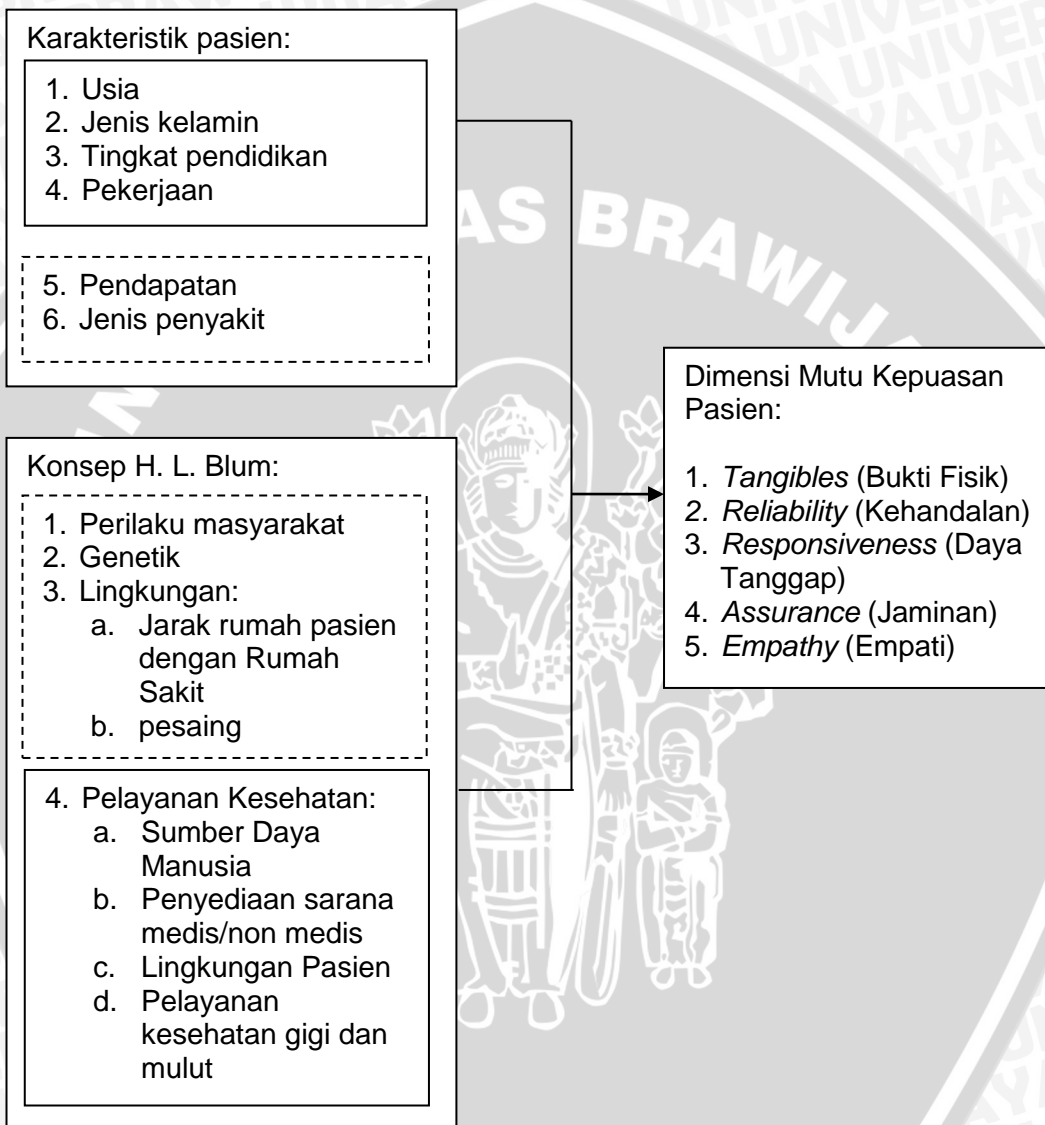 Karakteristik pasien:
1. Usia
2. Jenis kelamin
3. Tingkat pendidikan
4. Pekerjaan
5. Pendapatan
6. Jenis penyakit
Konsep H. L. Blum:
1. Perilaku masyarakat
2. Genetik
3. Lingkungan:
a. Jarak rumah pasien
dengan Rumah
Sakit
b. pesaing
4. Pelayanan Kesehatan:
a. Sumber Daya
Manusia
b. Penyediaan sarana
medis/non medis
c. Lingkungan Pasien
d. Pelayanan
kesehatan gigi dan
mulut
Dimensi Mutu Kepuasan
Pasien:
1. Tangibles (Bukti Fisik)
2. Reliability (Kehandalan)
3. Responsiveness (Daya
Tanggap)
4. Assurance (Jaminan)
5. Empathy (Empati)
AS BRAWIJA